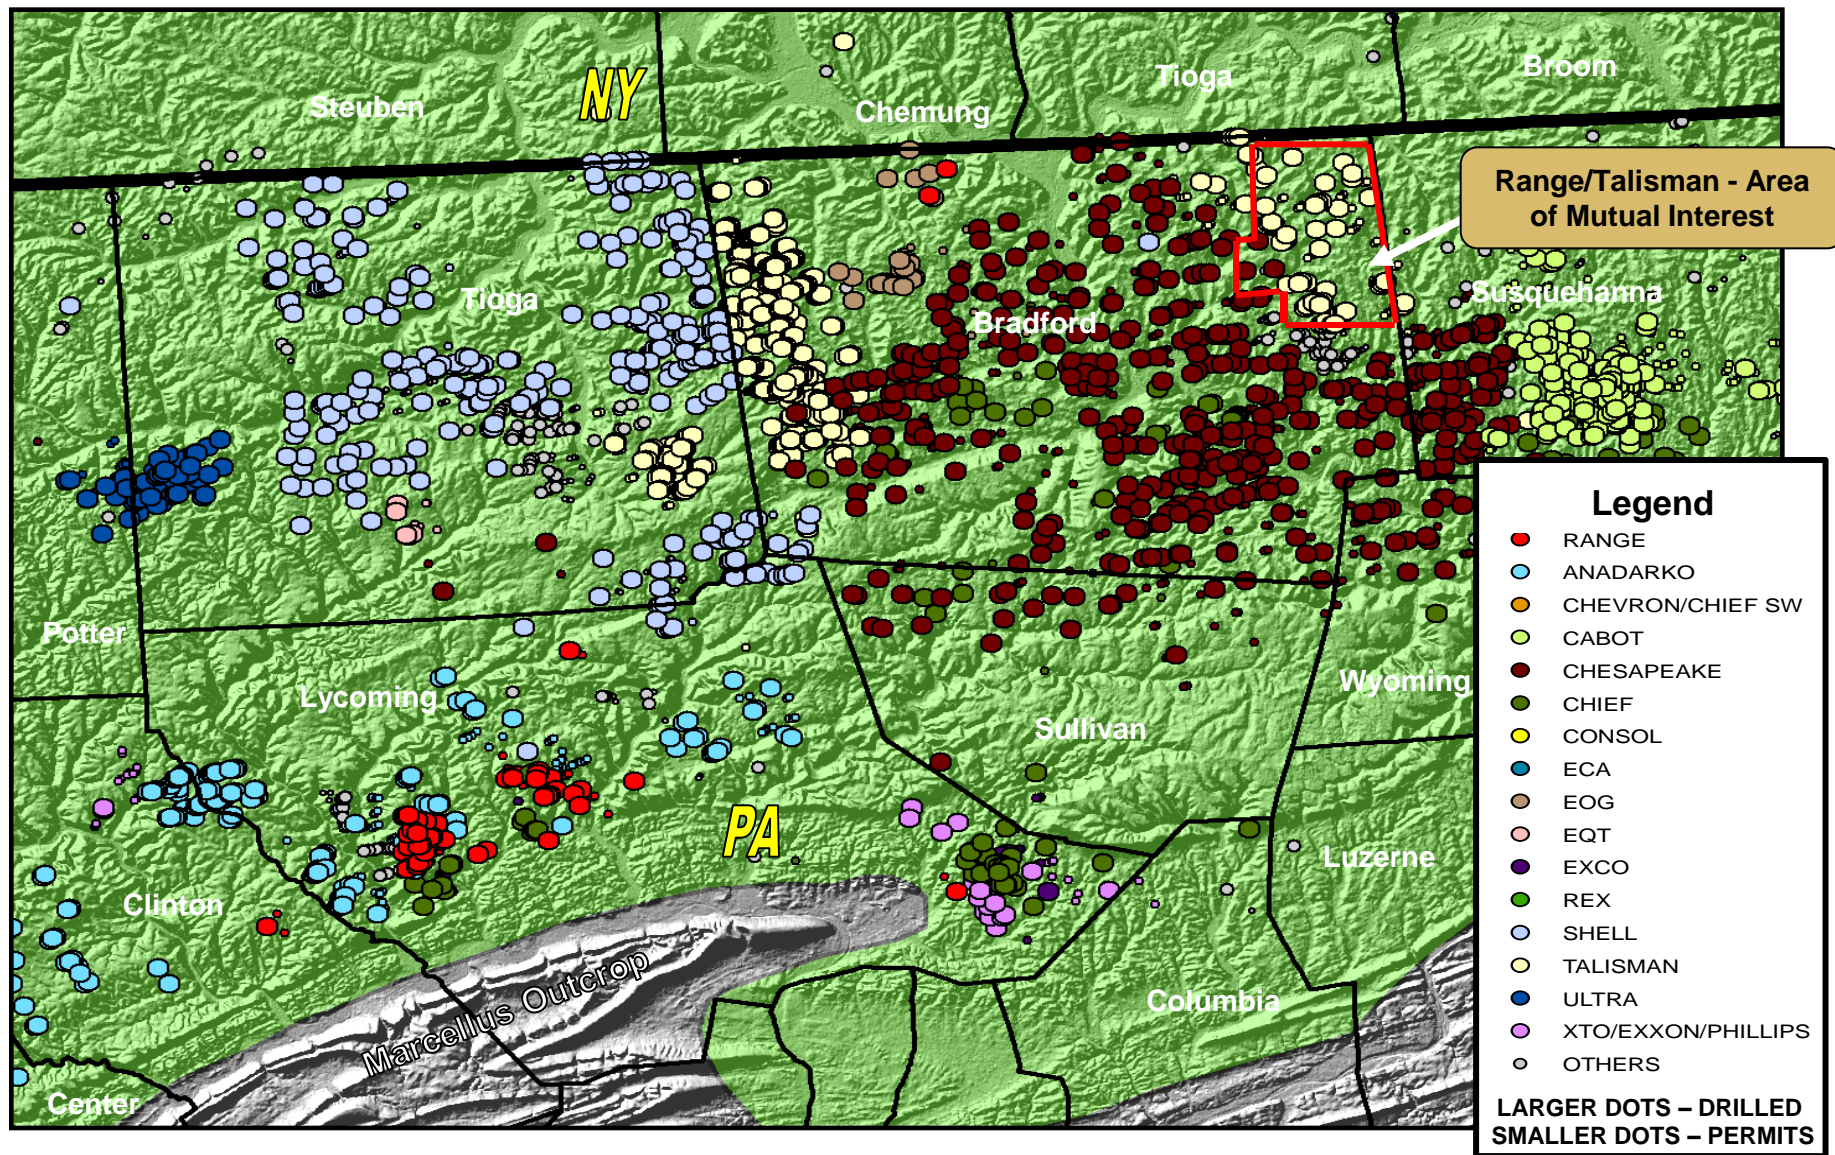 NY
Steuben
Chemung
Tioga
Broom
Range/Talisman - Area
of Mutual Interest
Tioga
Bradford
Susquehanna
Potter
Lycoming
Sullivan
Wyoming
PA
Clinton
Luzerne
Columbia
Center
Marcellus Outcrop
Legend
RANGE
ANADARKO
CHEVRON/CHIEF SW
CABOT
CHESAPEAKE
CHIEF
CONSOL
ECA
EOG
EQT
EXCO
REX
SHELL
TALISMAN
ULTRA
XTO/EXXON/PHILLIPS
OTHERS
LARGER DOTS – DRILLED
SMALLER DOTS – PERMITS